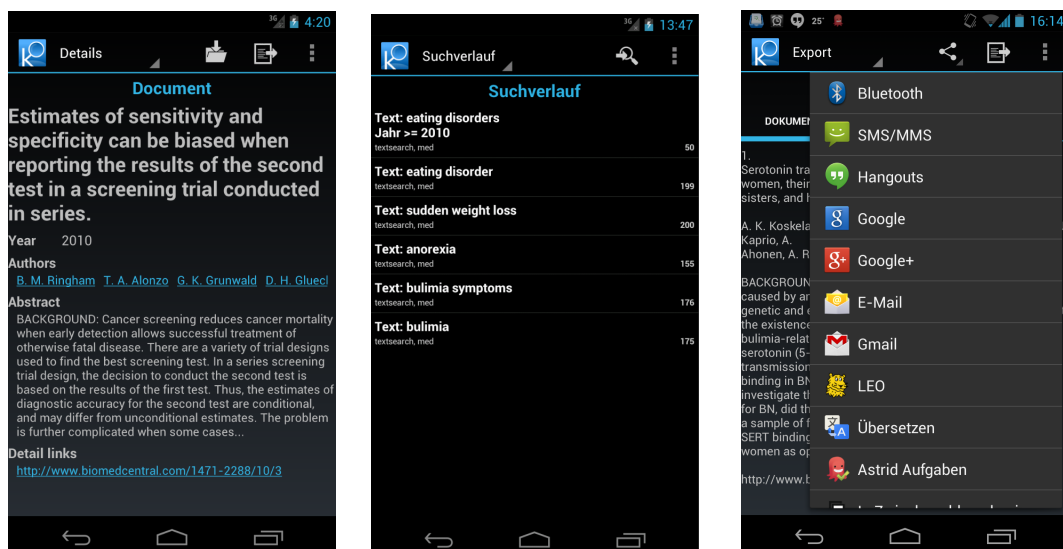 3G 4:20
Details
Document
Estimates of sensitivity and
specificity can be biased when
reporting the results of the second
test in a screening trial conducted
in series.
Year 2010
Authors
B. M. Ringham T. A. Alonzo G. K. Grunwald D. H. Glueck
Abstract
BACKGROUND: Cancer screening reduces cancer mortality
when early detection allows successful treatment of
otherwise fatal disease. There are a variety of trial designs
used to find the best screening test. In a series screening
trial design, the decision to conduct the second test is
based on the results of the first test. Thus, the estimates of
diagnostic accuracy for the second test are conditional,
and may differ from unconditional estimates. The problem
is further complicated when some cases...
Detail links
http://www.biomedcentral.com/1471-2288/10/3
3G 13:47
Suchverlauf
Suchverlauf
Text: eating disorders
Jahr >= 2010
textsearch, med 50
Text: eating disorder
textsearch, med 199
Text: sudden weight loss
textsearch, med 200
Text: anorexia
textsearch, med 155
Text: bulimia symptoms
textsearch, med 176
Text: bulimia
textsearch, med 175
25° 16:14
Export
DOKUMEN
1.
Serotonin tra
women, their
sisters, and h
A. K. Koskela
Kaprio, A.
Ahonen, A. R
BACKGROUN
caused by an
genetic and e
the existence
bulimia-relat
serotonin (5-
transmission
binding in BN
investigate th
for BN, did th
a sample of f
SERT binding
women as op
http://www.b
Bluetooth
SMS/MMS
Hangouts
Google
Google+
E-Mail
Gmail
LEO
Übersetzen
Astrid Aufgaben